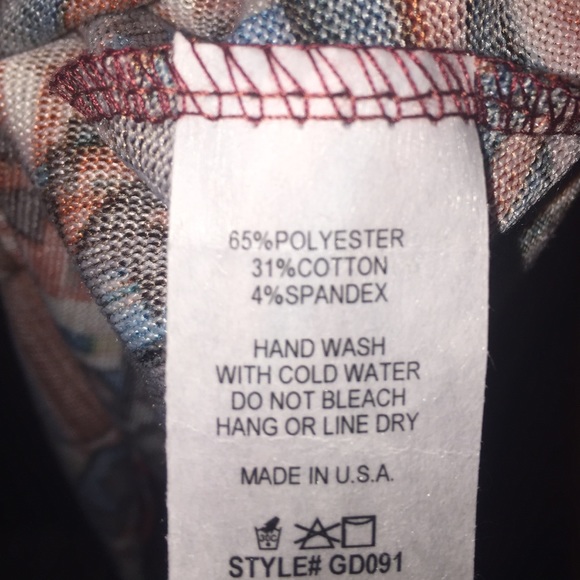 65%POLYESTER
31%COTTON
4%SPANDEX
HAND WASH
WITH COLD WATER
DO NOT BLEACH
HANG OR LINE DRY
MADE IN U.S.A.
STYLE# GD091